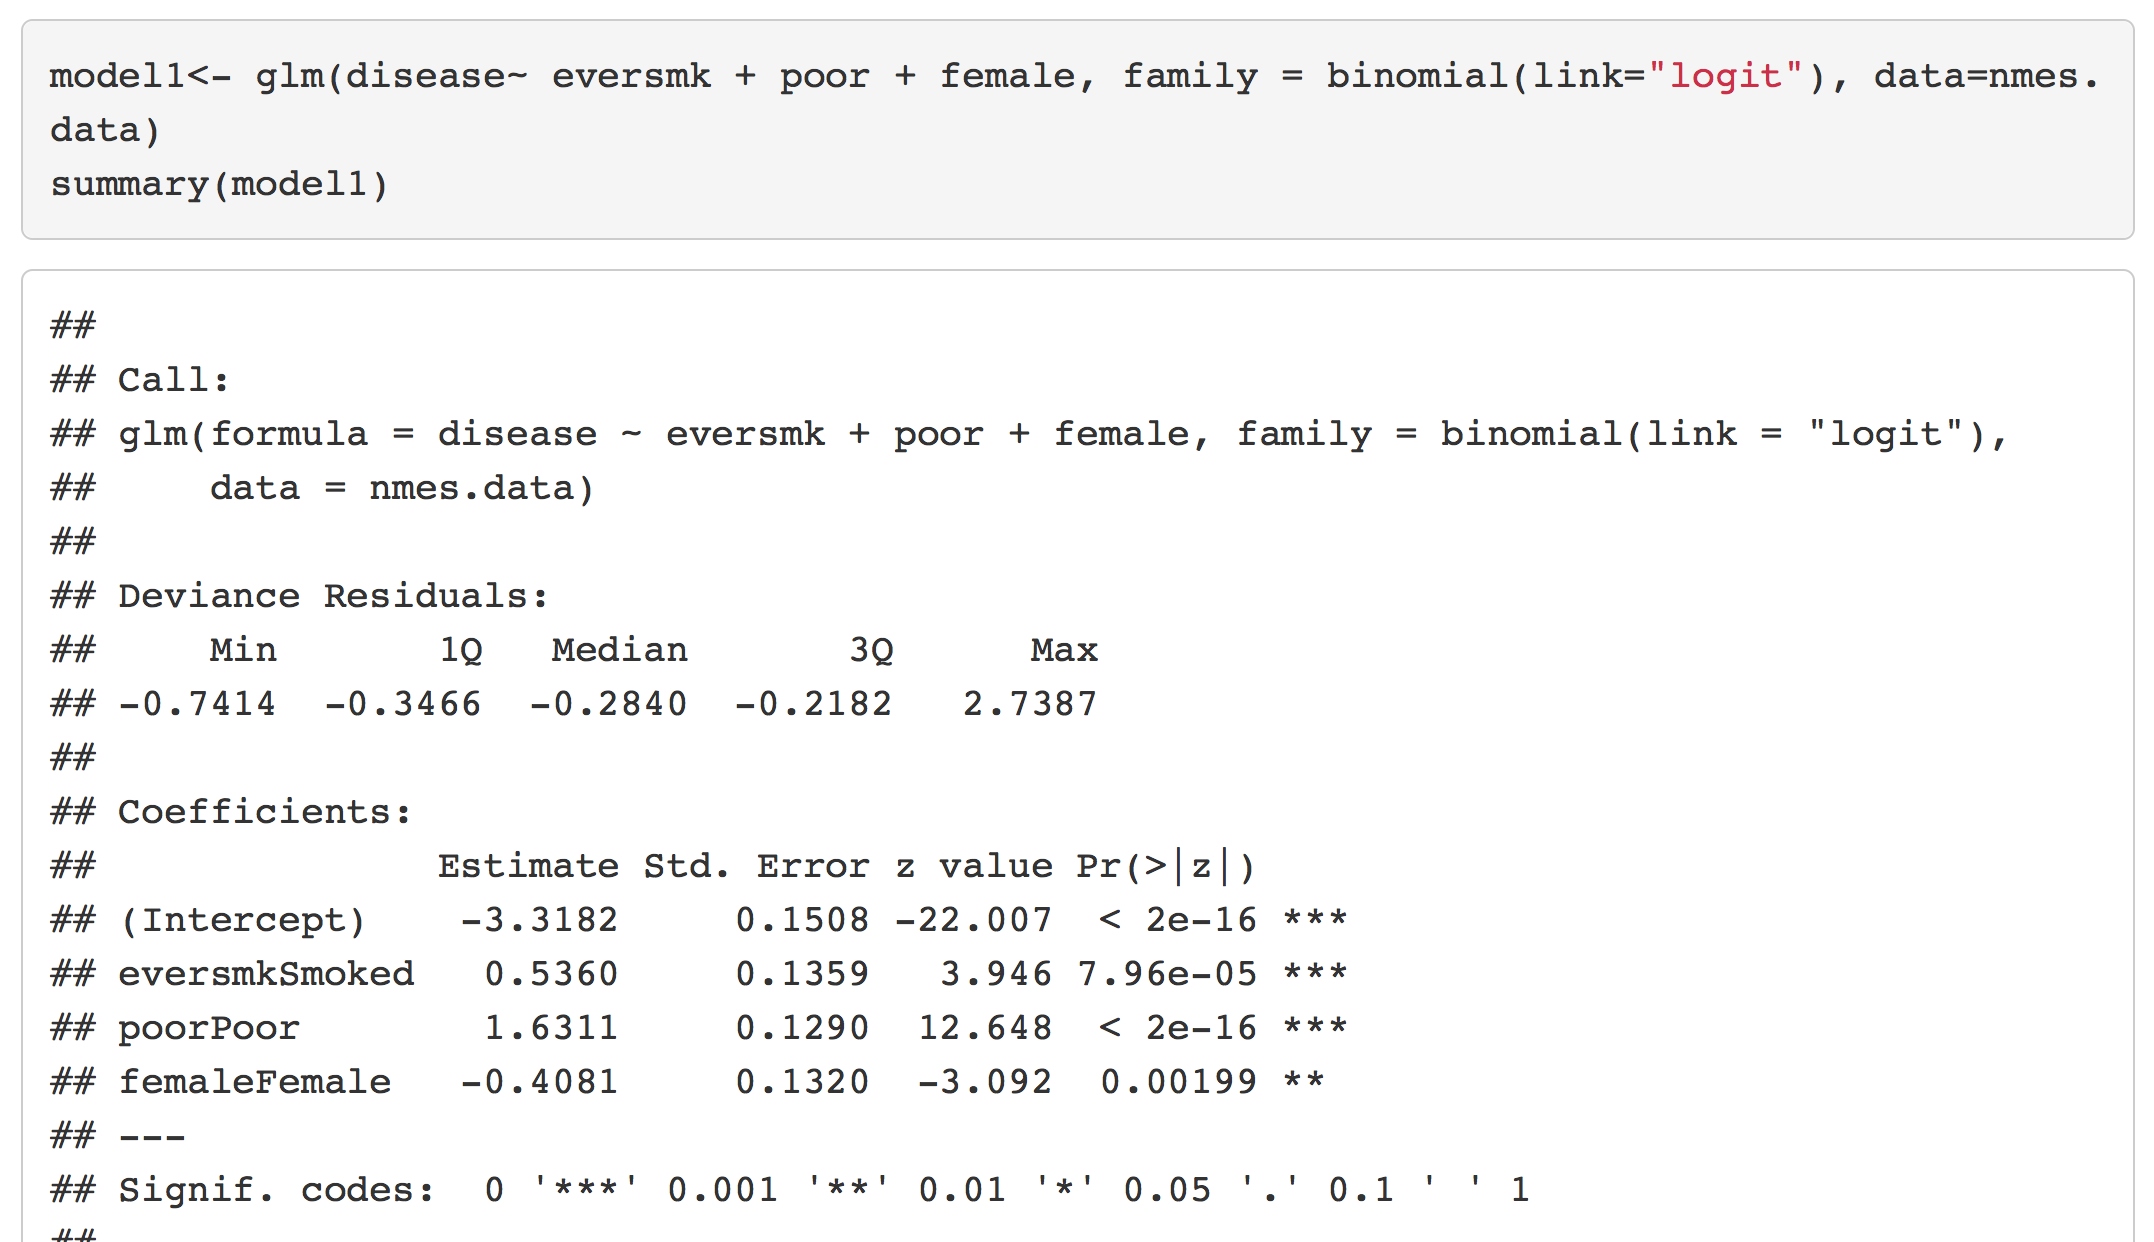 model1<- glm(disease~ eversmk + poor + female, family = binomial(link="logit"), data=nmes.
data)
summary(model1)
##
## Call:
## glm(formula = disease ~ eversmk + poor + female, family = binomial(link = "logit"),
##     data = nmes.data)
##
## Deviance Residuals:
##     Min       1Q   Median       3Q      Max
## -0.7414  -0.3466  -0.2840  -0.2182   2.7387
##
## Coefficients:
##               Estimate Std. Error z value Pr(>|z|)
## (Intercept)    -3.3182     0.1508 -22.007  < 2e-16 ***
## eversmkSmoked   0.5360     0.1359   3.946 7.96e-05 ***
## poorPoor        1.6311     0.1290  12.648  < 2e-16 ***
## femaleFemale   -0.4081     0.1320  -3.092  0.00199 **
## ---
## Signif. codes:  0 '***' 0.001 '**' 0.01 '*' 0.05 '.' 0.1 ' ' 1
##